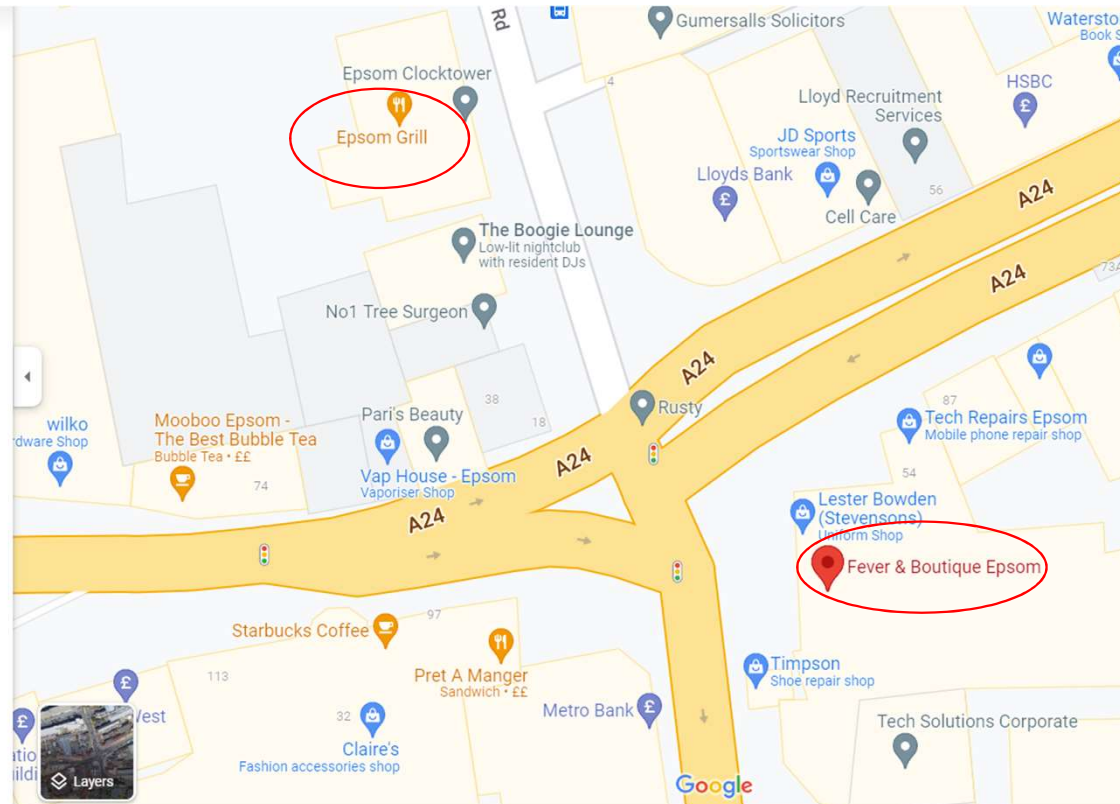 Rd
Gumersalls Solicitors
Watersto
Book S
Epsom Clocktower
Epsom Grill
4
HSBC
£
Lloyd Recruitment
Services
JD Sports
Sportswear Shop
Lloyds Bank
£
56
Cell Care
A24
The Boogie Lounge
Low-lit nightclub
with resident DJs
A24
73A
No1 Tree Surgeon
A24
38
18
Rusty
87
Tech Repairs Epsom
Mobile phone repair shop
wilko
dware Shop
Mooboo Epsom -
The Best Bubble Tea
Bubble Tea • ££
74
Pari's Beauty
Vap House - Epsom
Vaporiser Shop
A24
A24
54
Lester Bowden
(Stevensons)
Uniform Shop
Fever & Boutique Epsom
Starbucks Coffee
97
Pret A Manger
Sandwich • ££
113
Timpson
Shoe repair shop
£
West
Metro Bank
£
32
Claire's
Fashion accessories shop
Tech Solutions Corporate
£
atio
uildi
Layers
Google